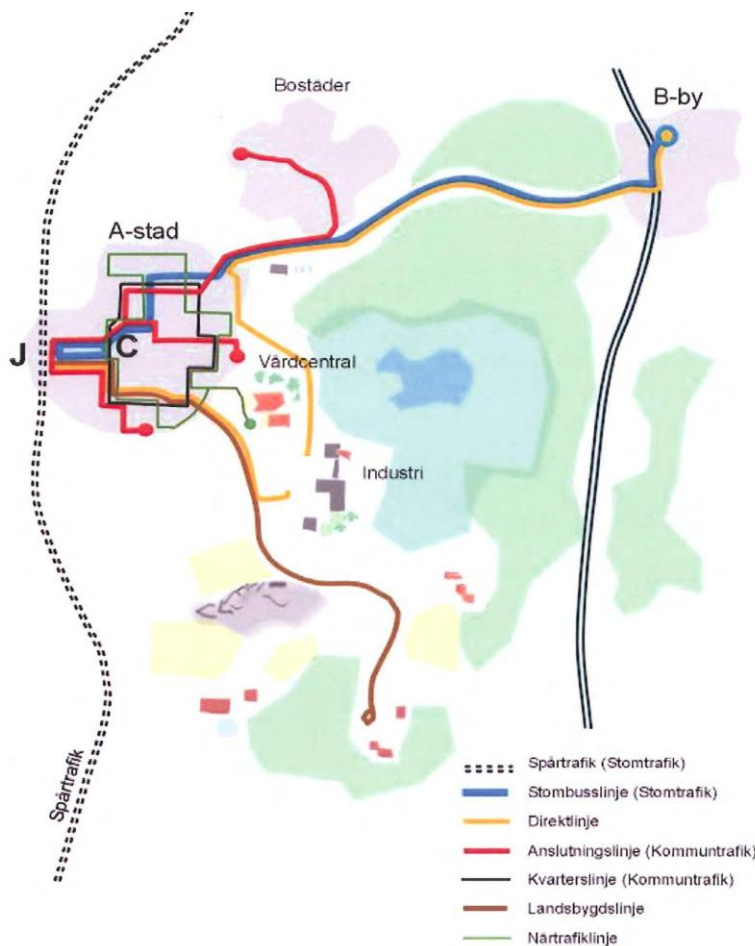 Bostäder
B-by
A-stad
J
C
Vårdcentral
Industri
Spårtrafik
Spårtrafik (Stomtrafik)
Stombusslinje (Stomtrafik)
Direktlinje
Anslutningslinje (Kommuntrafik)
Kvarterslinje (Kommuntrafik)
Landsbygdslinje
Närtrafiklinje